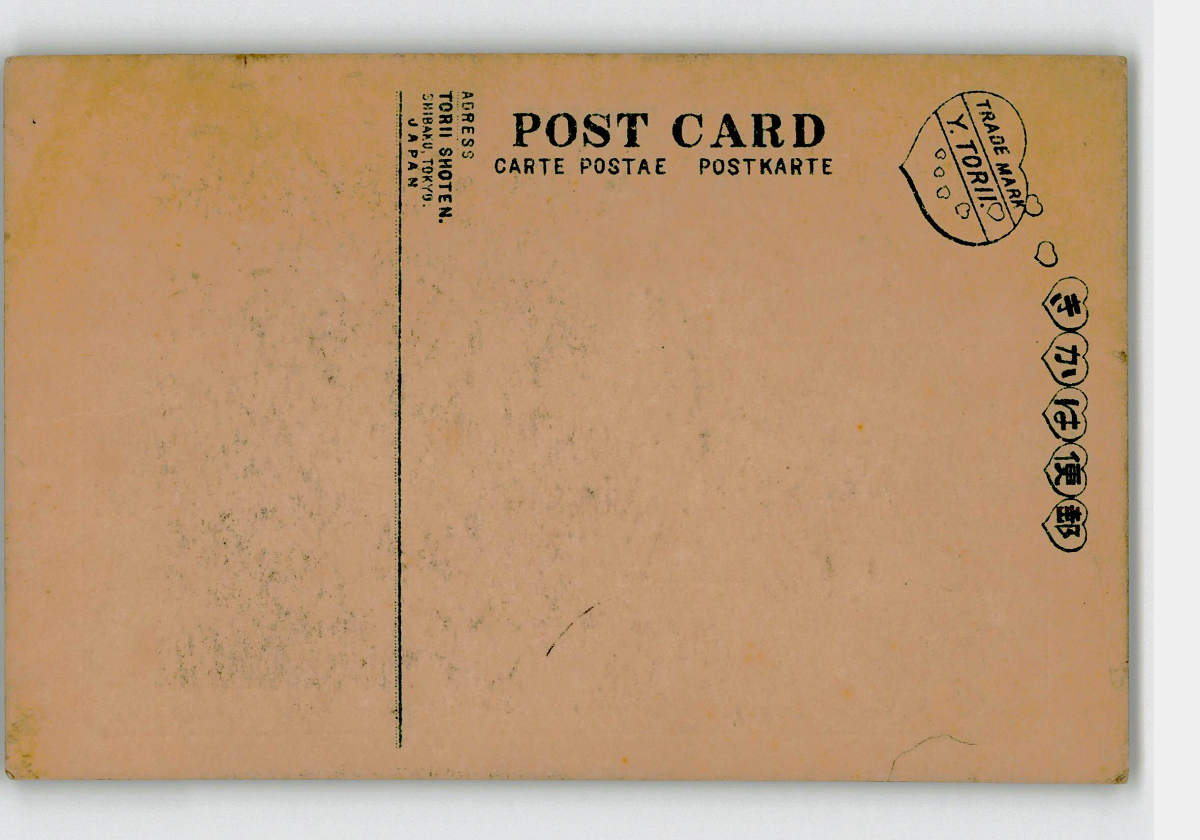 POST CARD
CARTE POSTAE POSTKARTE
ADRESS
TORII SHOTEN.
SHIBAKU, TOKYO.
JAPAN
TRADE MARK
Y. TORII.
きかは便郵